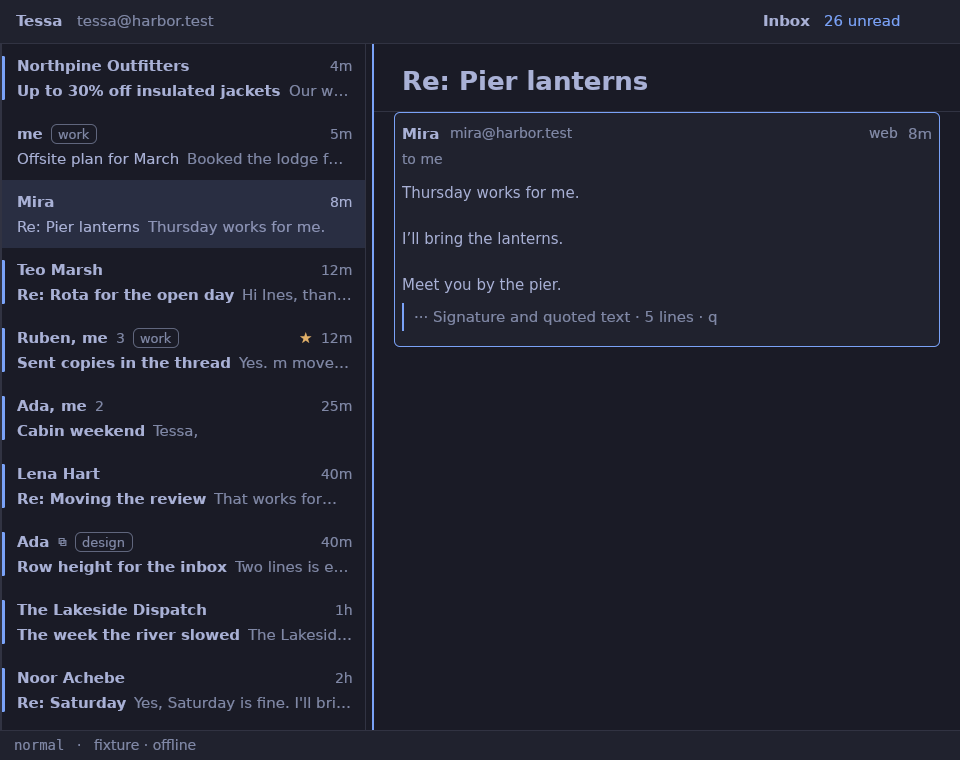 Tessa tessa@harbor.test Inbox 26 unread
Northpine Outfitters 4m
Up to 30% off insulated jackets Our w…
me work 5m
Offsite plan for March Booked the lodge f…
Mira 8m
Re: Pier lanterns Thursday works for me.
Teo Marsh 12m
Re: Rota for the open day Hi Ines, than…
Ruben, me 3 work ★ 12m
Sent copies in the thread Yes. m move…
Ada, me 2 25m
Cabin weekend Tessa,
Lena Hart 40m
Re: Moving the review That works for…
Ada ⧉ design 40m
Row height for the inbox Two lines is e…
The Lakeside Dispatch 1h
The week the river slowed The Lakesid…
Noor Achebe 2h
Re: Saturday Yes, Saturday is fine. I'll bri…
Re: Pier lanterns
Mira mira@harbor.test web 8m
to me
Thursday works for me.
I’ll bring the lanterns.
Meet you by the pier.
··· Signature and quoted text · 5 lines · q
normal · fixture · offline